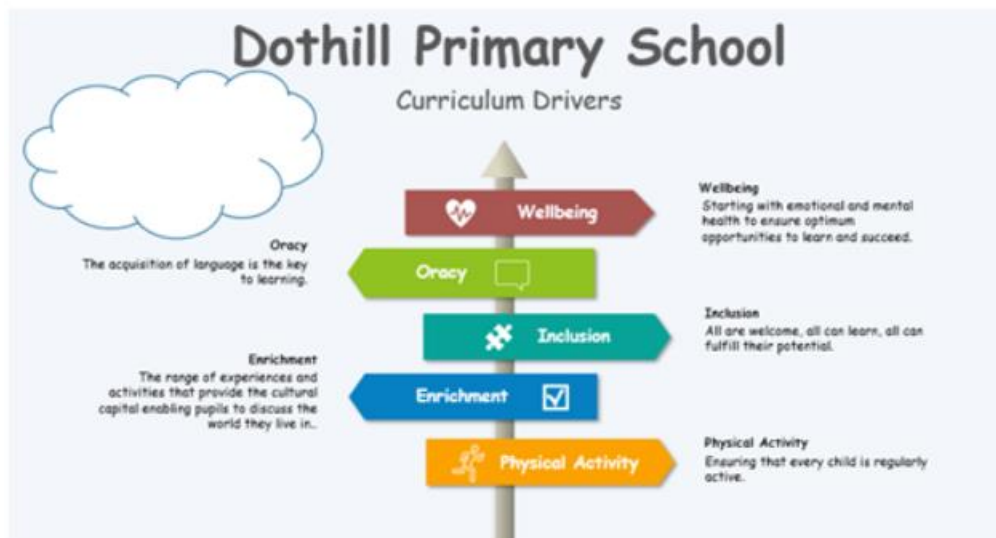 Dothill Primary School
Curriculum Drivers
Wellbeing
Wellbeing
Starting with emotional and mental
health to ensure optimum
opportunities to learn and succeed.
Oracy
The acquisition of language is the key
to learning.
Oracy
Inclusion
Inclusion
All are welcome, all can learn, all can
fulfill their potential.
Enrichment
The range of experiences and
activities that provide the cultural
capital enabling pupils to discuss the
world they live in..
Enrichment
Physical Activity
Physical Activity
Ensuring that every child is regularly
active.